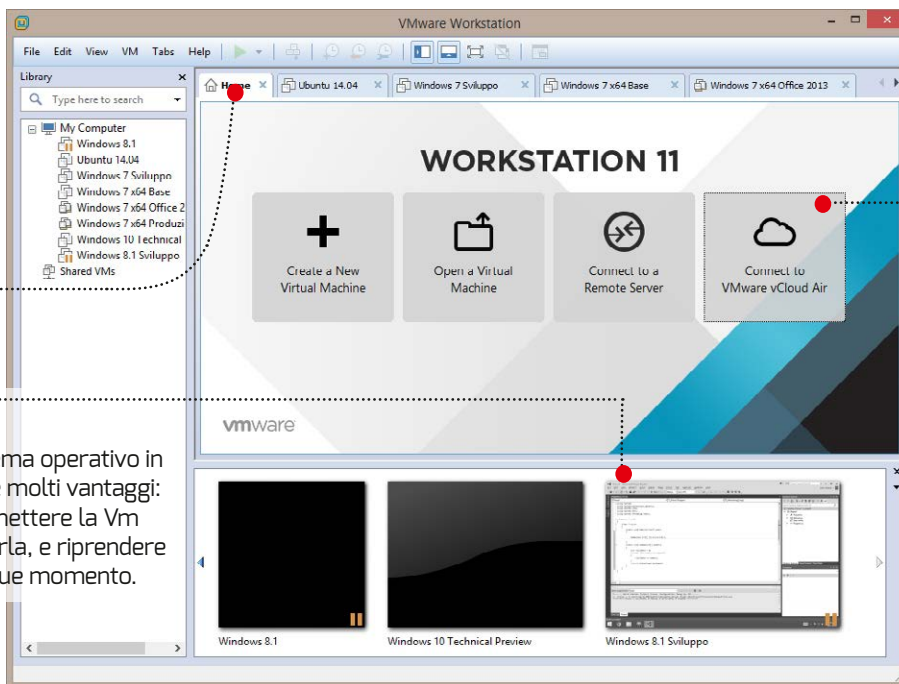 VMware Workstation
File Edit View VM Tabs Help
Library
Type here to search
My Computer
Windows 8.1
Ubuntu 14.04
Windows 7 Sviluppo
Windows 7 x64 Base
Windows 7 x64 Office 2
Windows 7 x64 Produzi
Windows 10 Technical
Windows 8.1 Sviluppo
Shared VMs
Home
Ubuntu 14.04
Windows 7 Sviluppo
Windows 7 x64 Base
Windows 7 x64 Office 2013
WORKSTATION 11
Create a New
Virtual Machine
Open a Virtual
Machine
Connect to a
Remote Server
Connect to
VMware vCloud Air
vmware
ema operativo in
e molti vantaggi:
mettere la Vm
rla, e riprendere
ue momento.
Windows 8.1
Windows 10 Technical Preview
Windows 8.1 Sviluppo